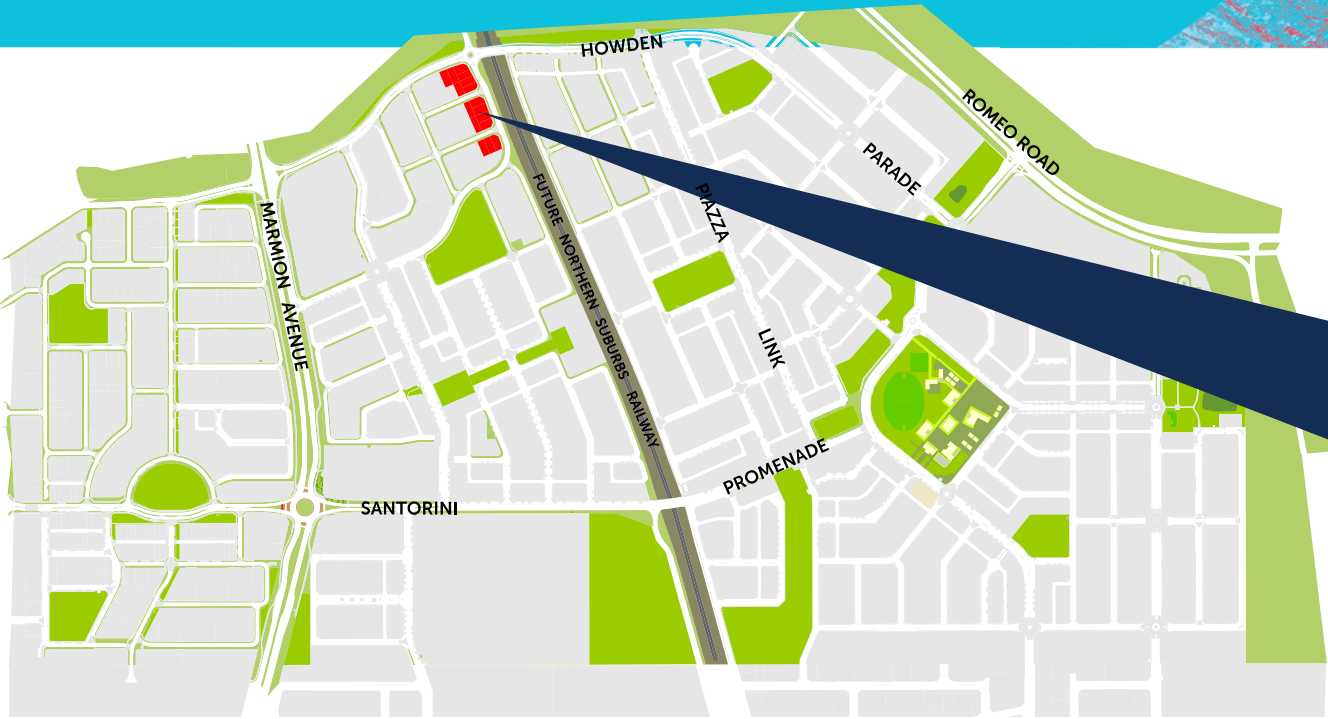 HOWDEN
ROMEO ROAD
PARADE
PIAZZA
MARMION AVENUE
FUTURE NORTHERN SUBURBS RAILWAY
LINK
PROMENADE
SANTORINI